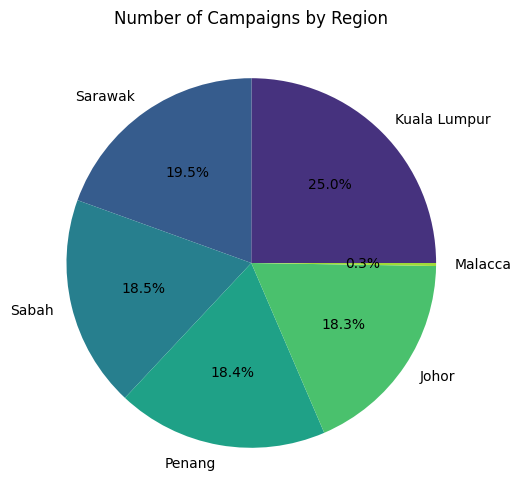 Number of Campaigns by Region
Sarawak
Kuala Lumpur
19.5%
25.0%
0.3%
Malacca
18.5%
Sabah
18.3%
18.4%
Johor
Penang